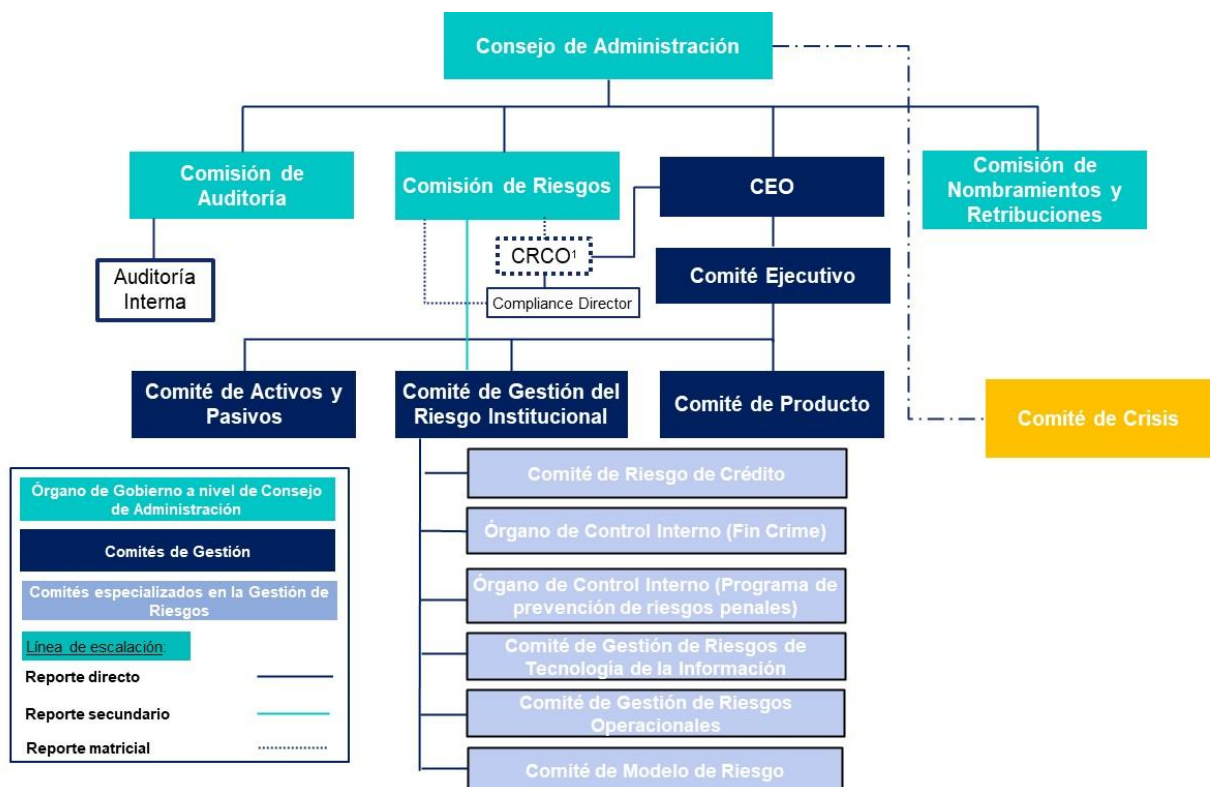 Consejo de Administración
Comisión de
Auditoría
Comisión de Riesgos
CEO
Comisión de
Nombramientos y
Retribuciones
Auditoría
Interna
CRCO¹
Compliance Director
Comité Ejecutivo
Comité de Activos y
Pasivos
Comité de Gestión del
Riesgo Institucional
Comité de Producto
Comité de Crisis
Comité de Riesgo de Crédito
Órgano de Control Interno (Fin Crime)
Órgano de Control Interno (Programa de
prevención de riesgos penales)
Comité de Gestión de Riesgos de
Tecnología de la Información
Comité de Gestión de Riesgos
Operacionales
Comité de Modelo de Riesgo
Órgano de Gobierno a nivel de Consejo
de Administración
Comités de Gestión
Comités especializados en la Gestión de
Riesgos
Línea de escalación:
Reporte directo
Reporte secundario
Reporte matricial